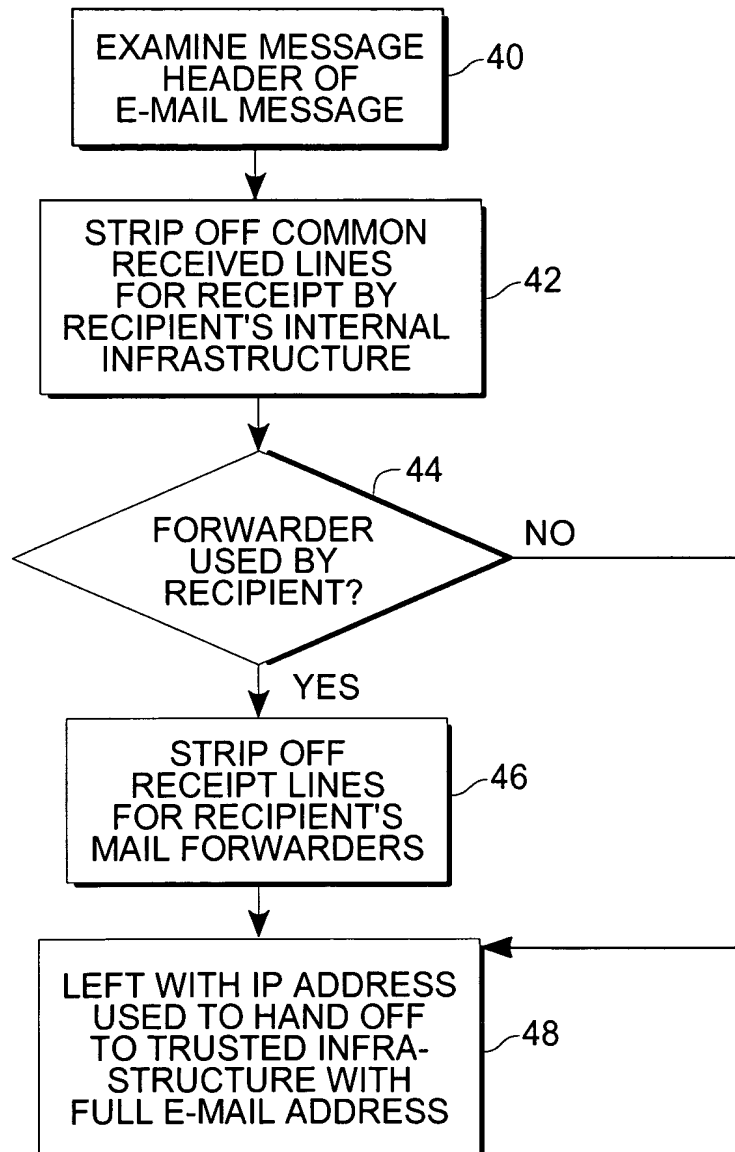 EXAMINE MESSAGE
HEADER OF
E-MAIL MESSAGE
40
STRIP OFF COMMON
RECEIVED LINES
FOR RECEIPT BY
RECIPIENT'S INTERNAL
INFRASTRUCTURE
42
44
FORWARDER
USED BY
RECIPIENT?
NO
YES
STRIP OFF
RECEIPT LINES
FOR RECIPIENT'S
MAIL FORWARDERS
46
LEFT WITH IP ADDRESS
USED TO HAND OFF
TO TRUSTED INFRA-
STRUCTURE WITH
FULL E-MAIL ADDRESS
48